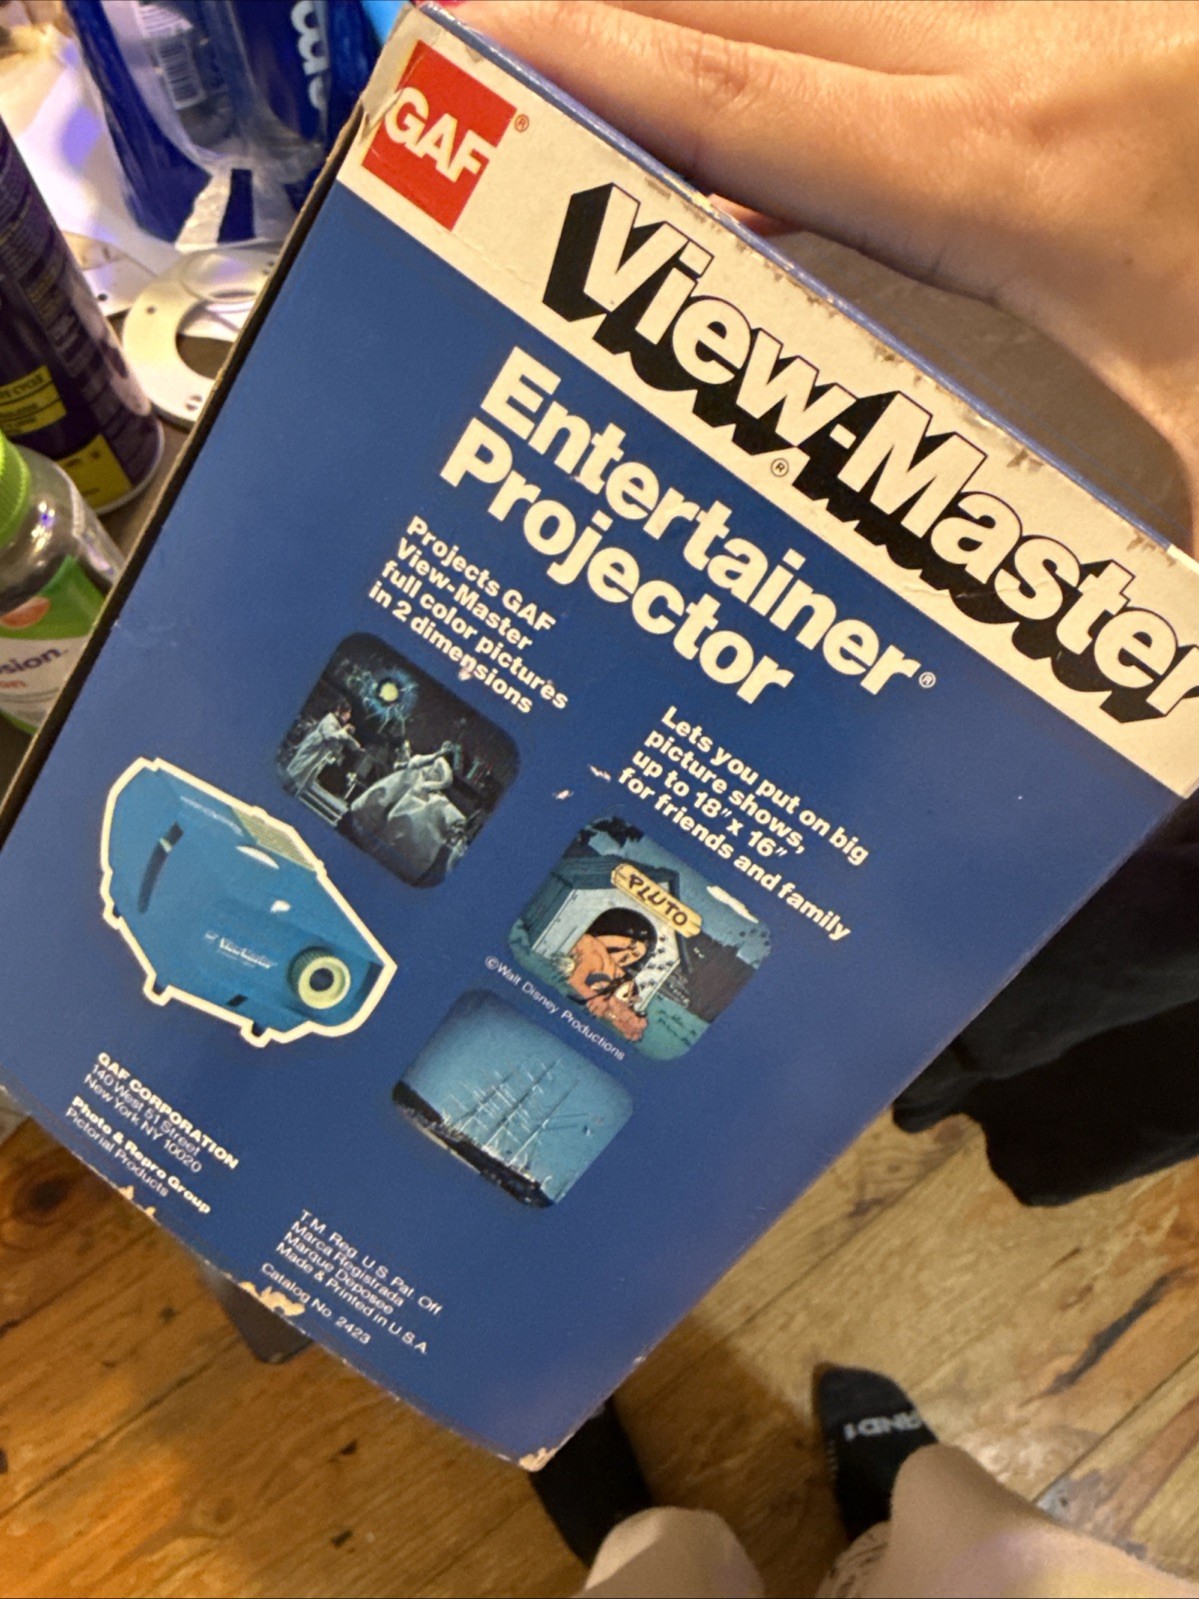 GAF®
View-Master
®
Entertainer®
Projector
Projects GAF
View-Master
full color pictures
in 2 dimensions
Lets you put on big
picture shows,
up to 18" x 16"
for friends and family
PLUTO
©Walt Disney Productions
GAF CORPORATION
140 West 51 Street
New York NY 10020
Photo & Repro Group
Pictorial Products
T.M. Reg. U.S. Pat. Off.
Marca Registrada
Marque Deposee
Made & Printed in U.S.A.
Catalog No. 2423